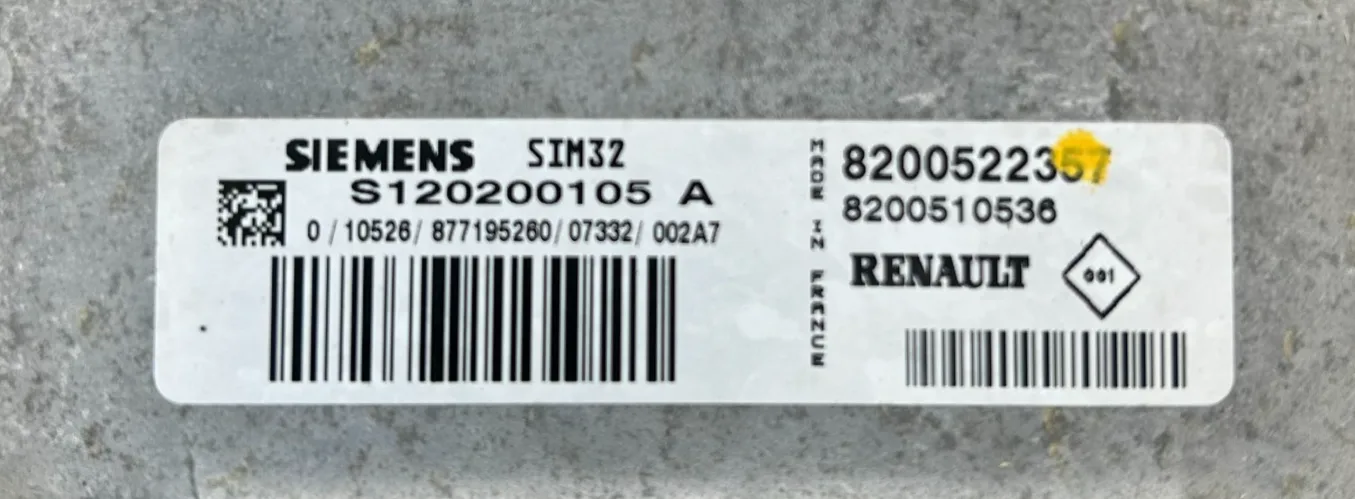 SIEMENS SIM32
S120200105 A
0/10526/877195260/07332/002A7
MADE IN FRANCE
8200522357
8200510536
RENAULT 001